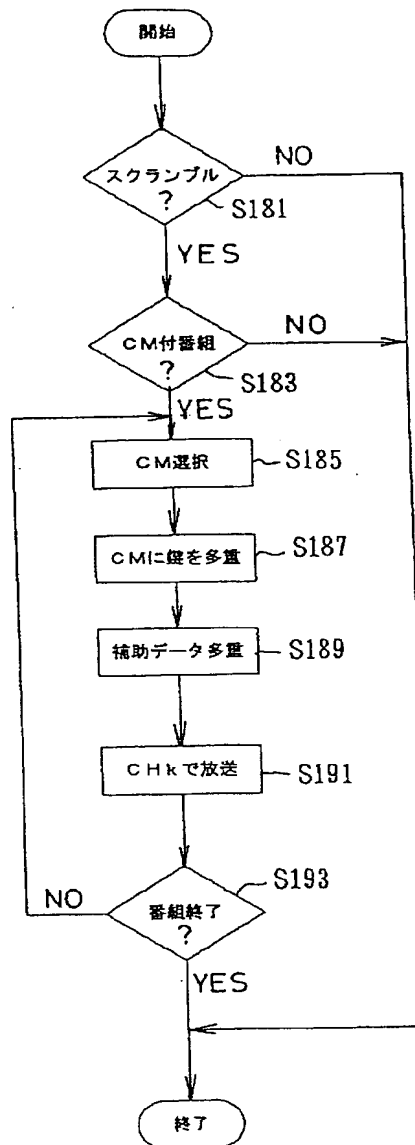 開始
スクランブル
?
NO
S181
YES
CM付番組
?
NO
S183
YES
CM選択
S185
CMに鍵を多重
S187
補助データ多重
S189
CHkで放送
S191
番組終了
?
S193
NO
YES
終了